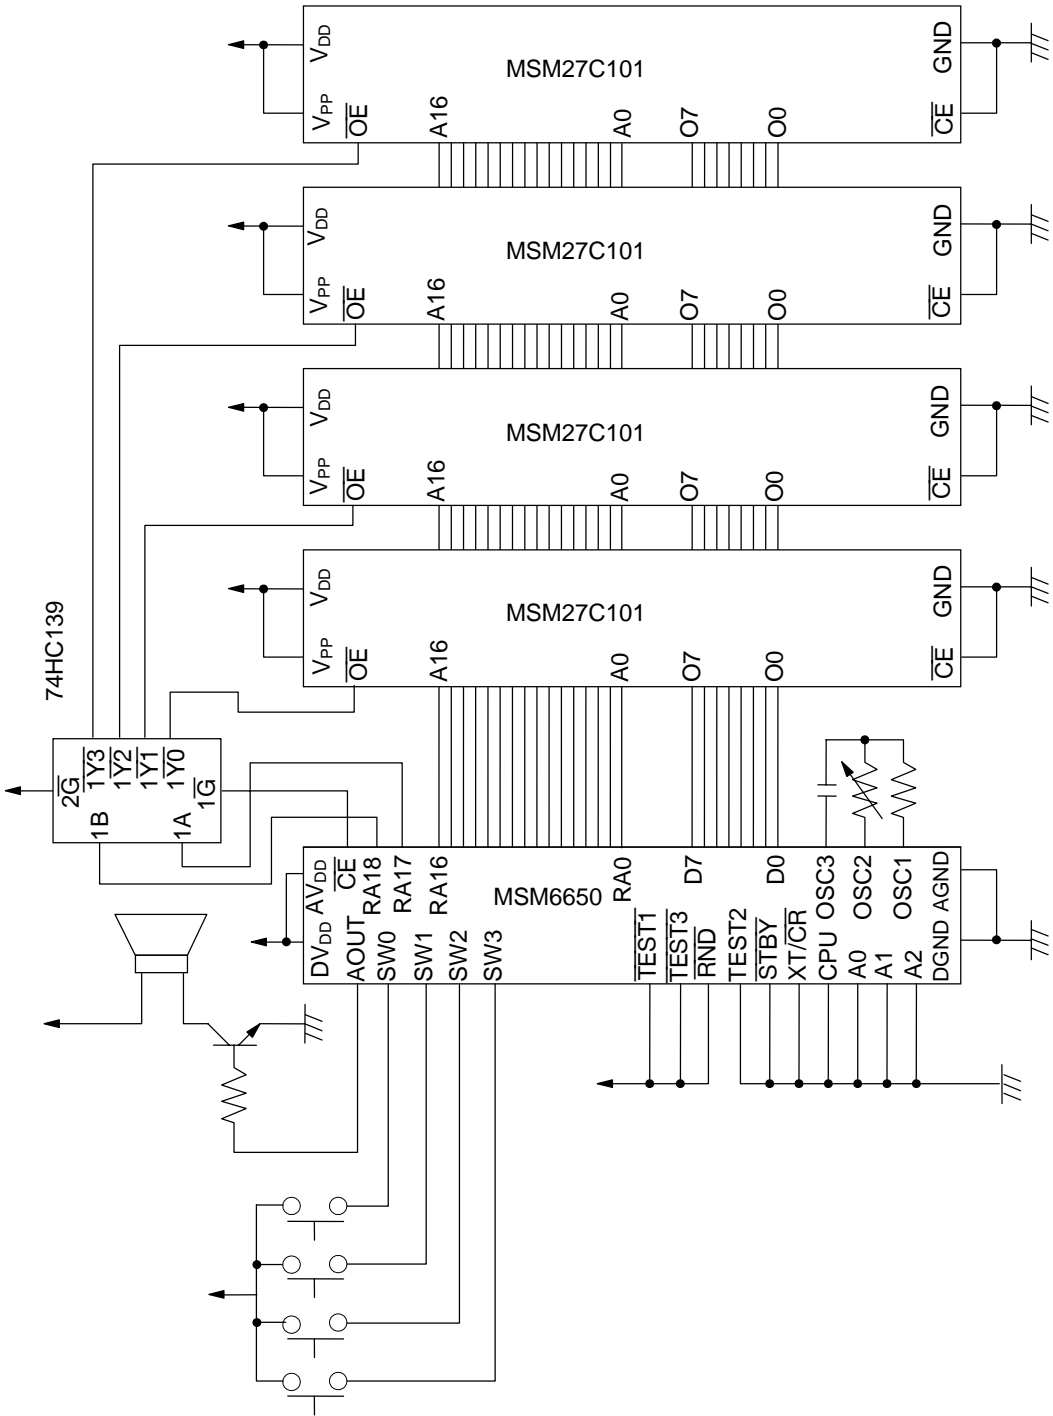 MSM27C101
VDD
VPP
OE
A16
A0
O7
O0
GND
CE
MSM27C101
VDD
VPP
OE
A16
A0
O7
O0
GND
CE
MSM27C101
VDD
VPP
OE
A16
A0
O7
O0
GND
CE
MSM27C101
VDD
VPP
OE
A16
A0
O7
O0
GND
CE
74HC139
2G
1Y3
1Y2
1Y1
1Y0
1B
1A
1G
MSM6650
DVDD AVDD
CE
AOUT RA18
SW0 RA17
SW1 RA16
SW2
SW3
RA0
TEST1
TEST3
RND
D7
TEST2
STBY D0
XT/CR
CPU OSC3
A0 OSC2
A1 OSC1
A2
DGND AGND